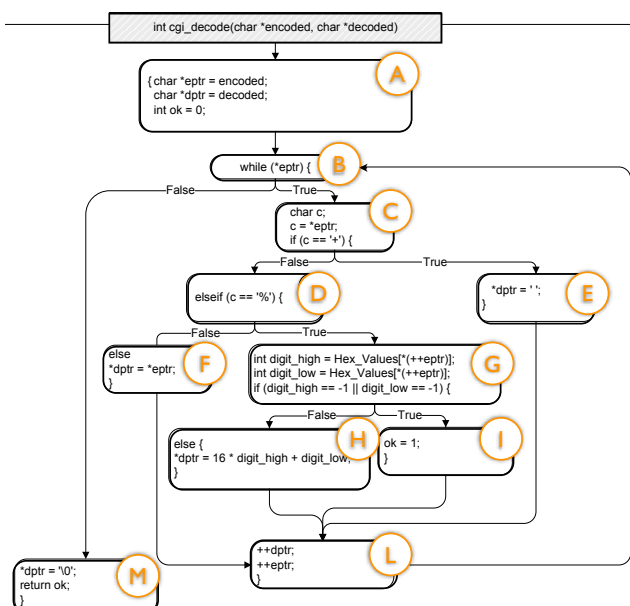 int cgi_decode(char *encoded, char *decoded)
A
{ char *eptr = encoded;
char *dptr = decoded;
int ok = 0;
B
while (*eptr) {
False
True
C
char c;
c = *eptr;
if (c == '+') {
False
True
D
elseif (c == '%') {
E
*dptr = ' ';
}
False
True
F
else
*dptr = *eptr;
}
G
int digit_high = Hex_Values[*(++eptr)];
int digit_low = Hex_Values[*(++eptr)];
if (digit_high == -1 || digit_low == -1) {
False
True
H
else {
*dptr = 16 * digit_high + digit_low;
}
I
ok = 1;
}
L
++dptr;
++eptr;
}
M
*dptr = '\0';
return ok;
}